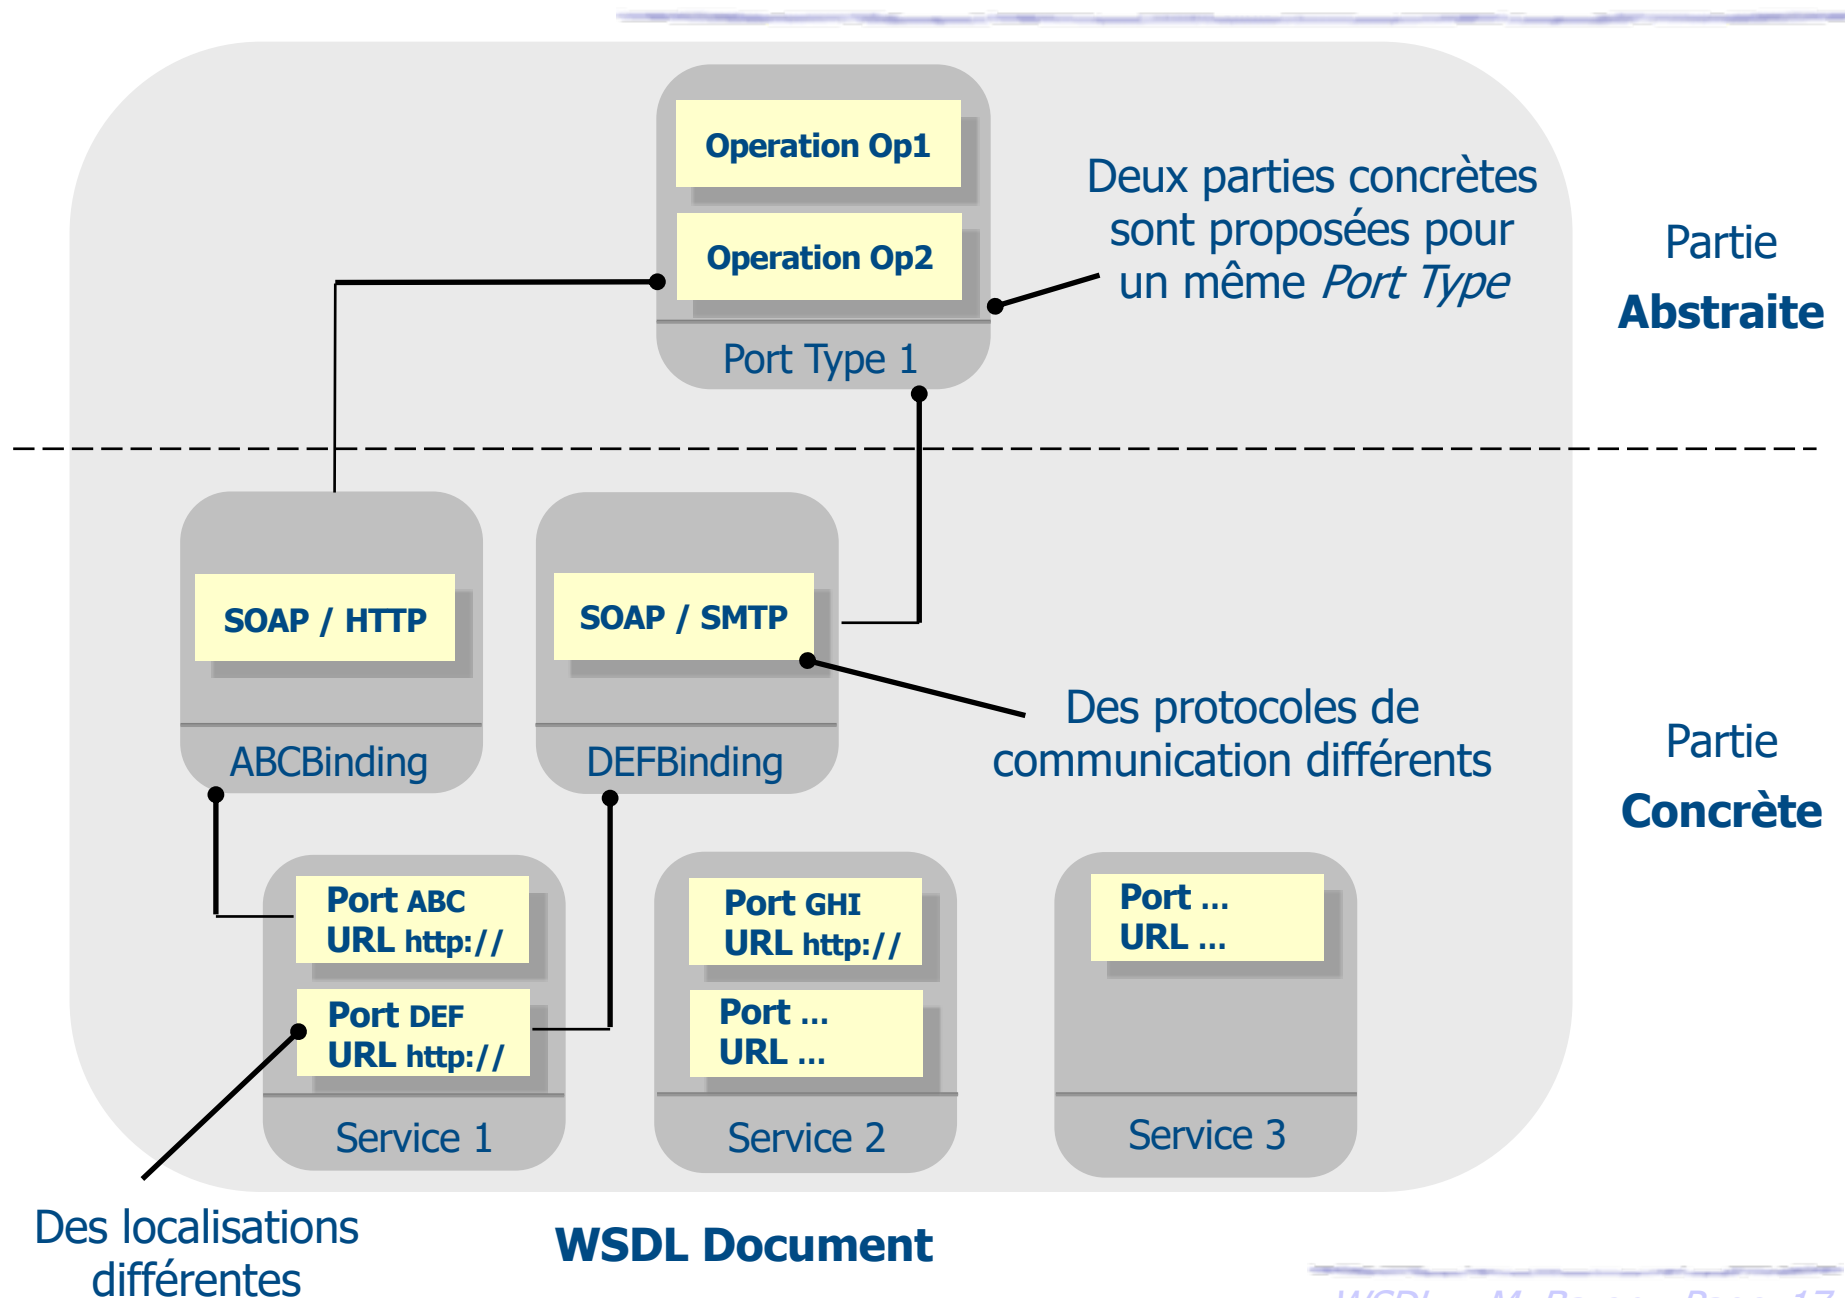 Operation Op1
Operation Op2
Port Type 1
Deux parties concrètes
sont proposées pour
un même Port Type
Partie
Abstraite
SOAP / HTTP
ABCBinding
SOAP / SMTP
DEFBinding
Des protocoles de
communication différents
Partie
Concrète
Port ABC
URL http://
Port DEF
URL http://
Service 1
Port GHI
URL http://
Port ...
URL ...
Service 2
Port ...
URL ...
Service 3
Des localisations
différentes
WSDL Document
WSDL - M. Page 17